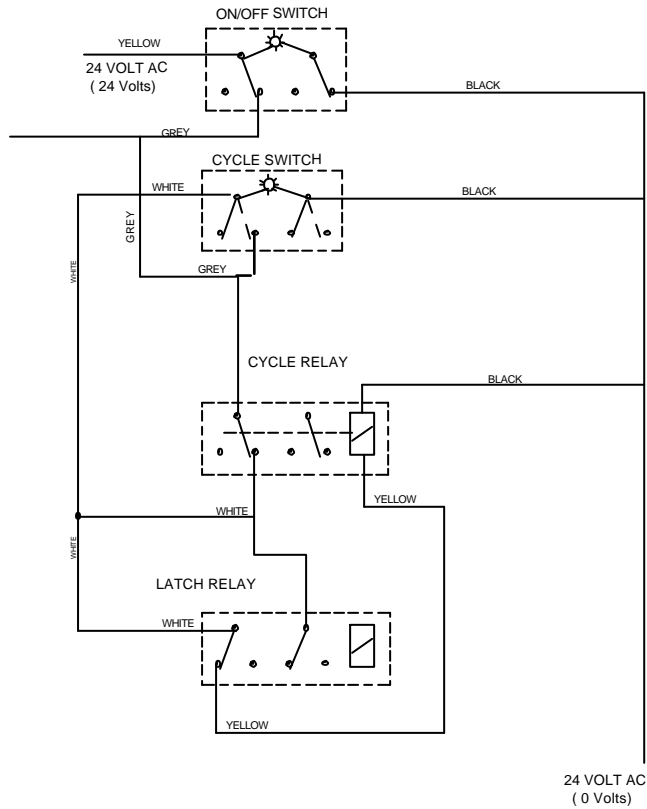 ON/OFF SWITCH
YELLOW
24 VOLT AC
( 24 Volts)
BLACK
GREY
CYCLE SWITCH
WHITE
BLACK
GREY
WHITE
GREY
CYCLE RELAY
BLACK
YELLOW
WHITE
WHITE
LATCH RELAY
WHITE
YELLOW
24 VOLT AC
( 0 Volts)